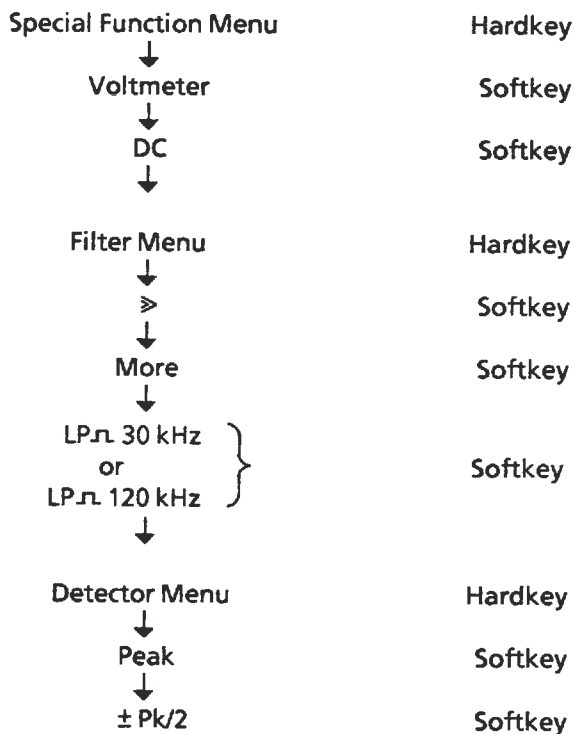 Special Function Menu Hardkey
Voltmeter Softkey
DC Softkey
Filter Menu Hardkey
⪢ Softkey
More Softkey
LP⎍ 30 kHz
or Softkey
LP⎍ 120 kHz
Detector Menu Hardkey
Peak Softkey
± Pk/2 Softkey